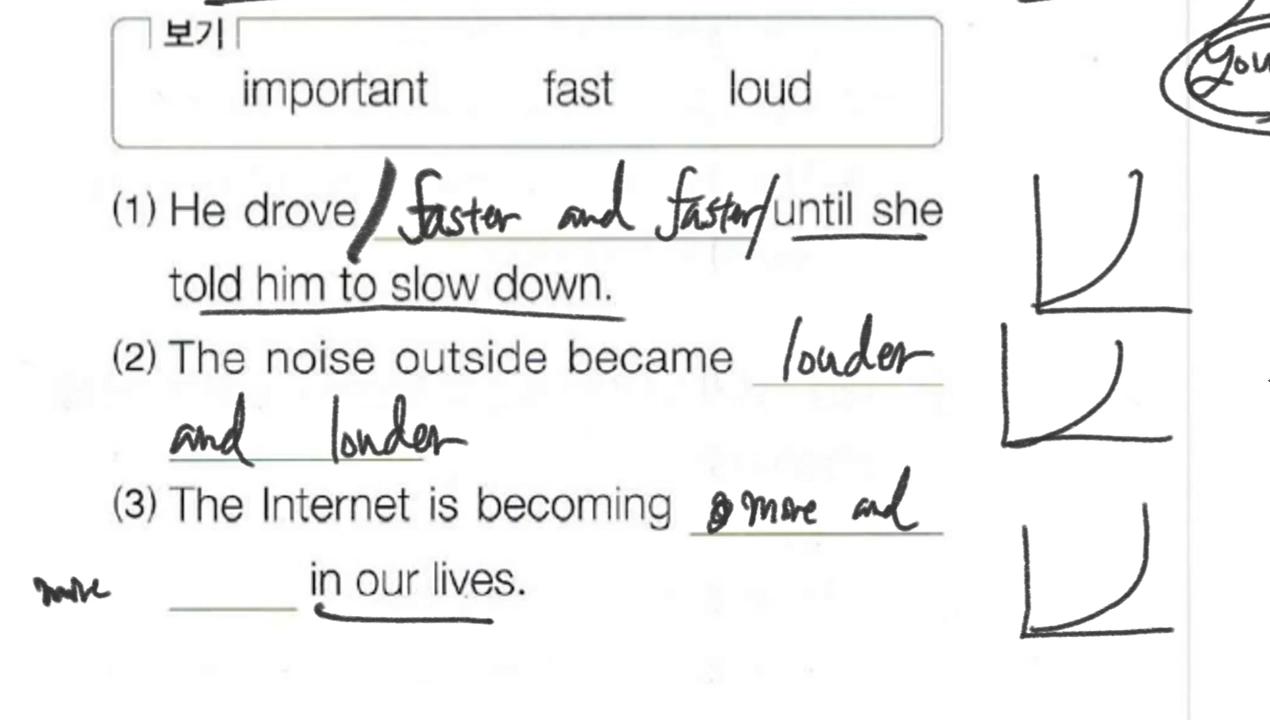 보기
important fast loud
You
(1) He drove / faster and faster / until she
told him to slow down.
(2) The noise outside became louder
and louder
(3) The Internet is becoming more and
more in our lives.